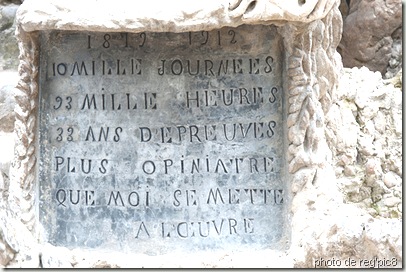 1879 1912
10 MILLE JOURNEES
93 MILLE HEURES
33 ANS D'EPREUVES
PLUS OPINIATRE
QUE MOI SE METTE
A L'ŒUVRE
photo de regpic8